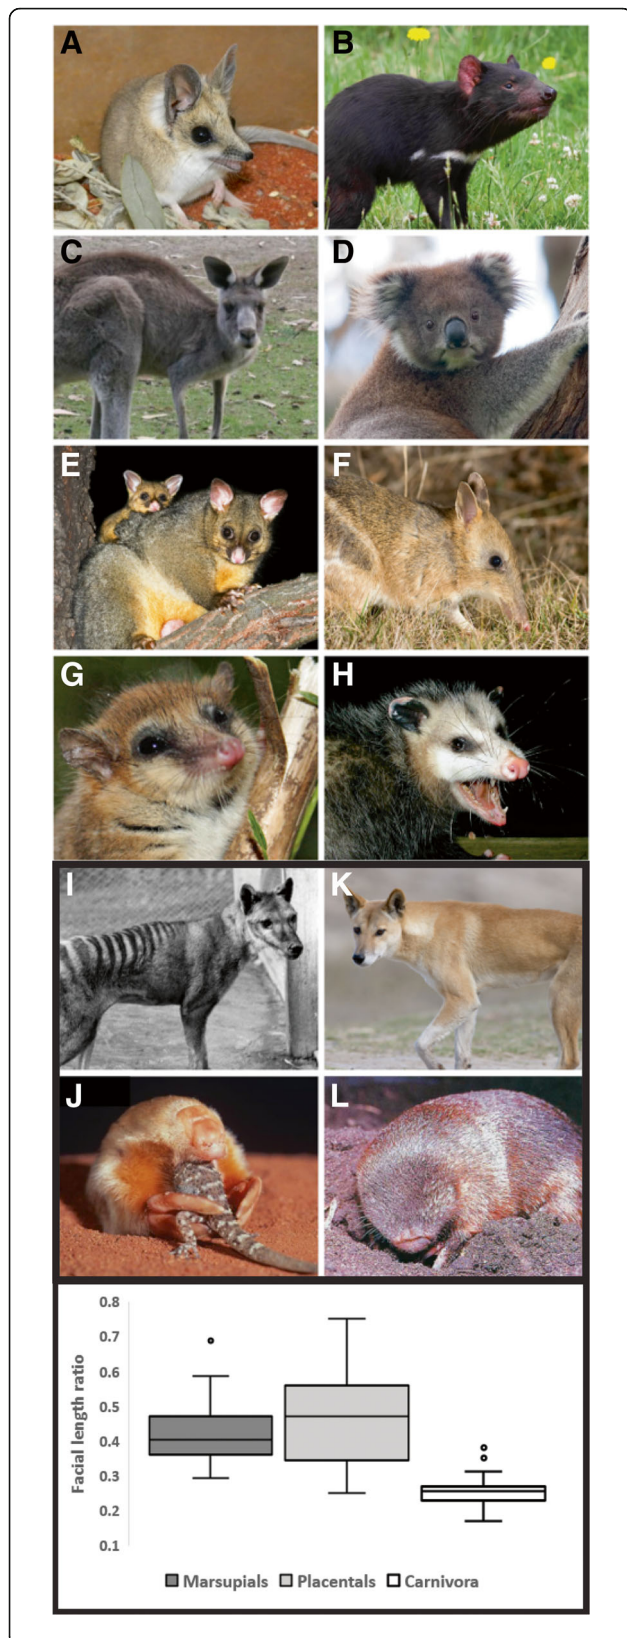 A B
C D
E F
G H
I K
J L
0.8
0.7
0.6
0.5
0.4
0.3
0.2
0.1
Facial length ratio
Marsupials Placentals Carnivora